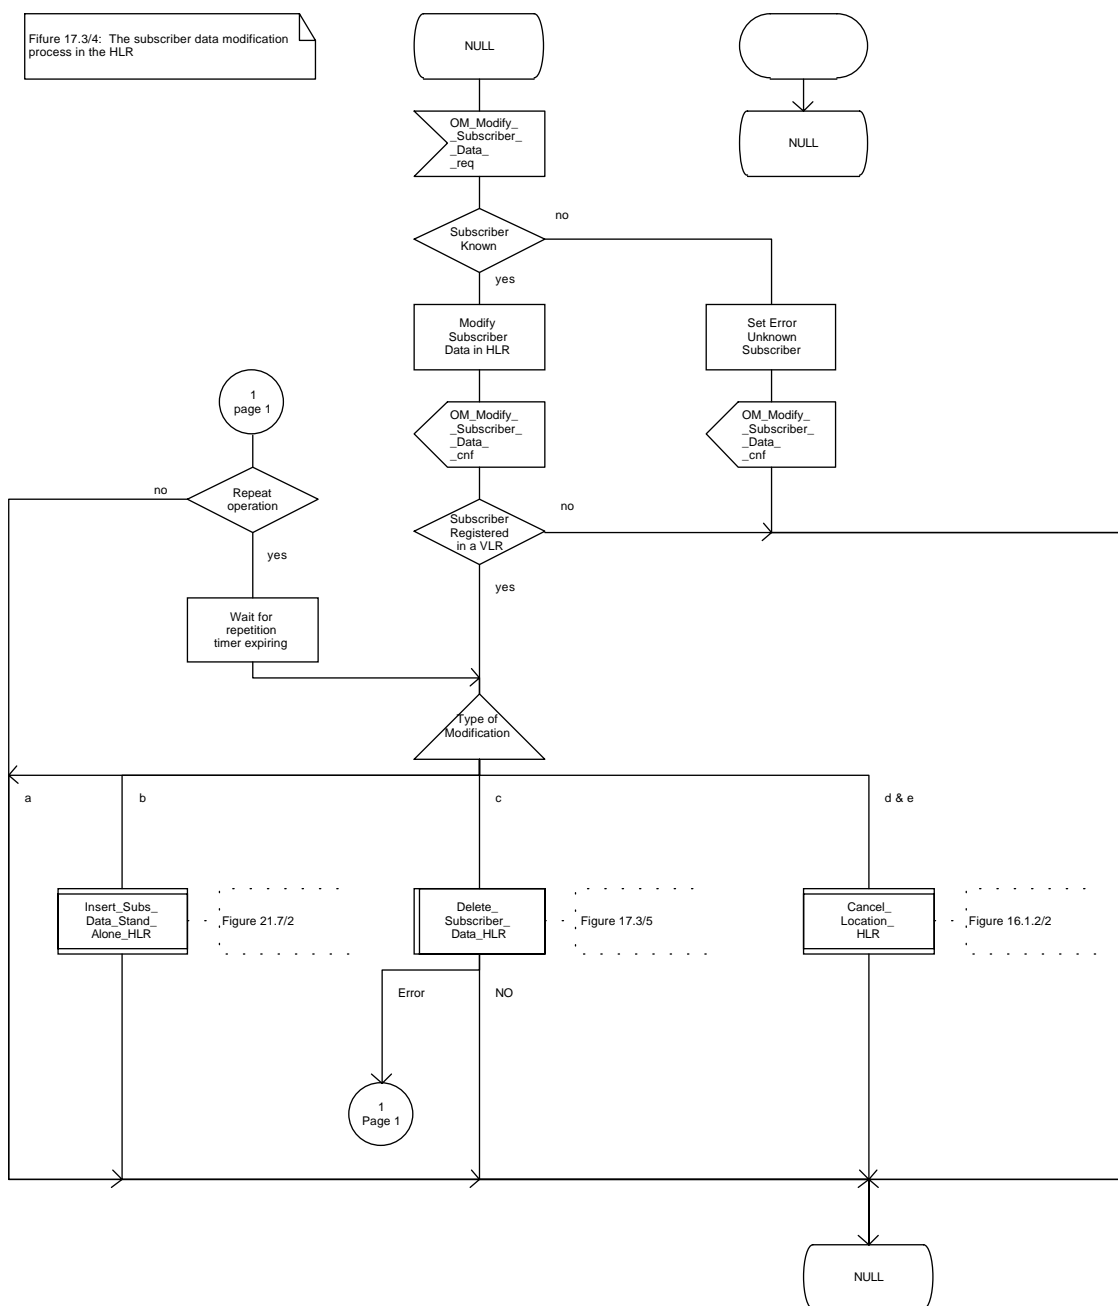 Fifure 17.3/4: The subscriber data modification
process in the HLR
NULL
OM_Modify_
_Subscriber_
_Data_
_req
NULL
Subscriber
Known
no
yes
Modify
Subscriber
Data in HLR
Set Error
Unknown
Subscriber
1
page 1
OM_Modify_
_Subscriber_
_Data_
_cnf
OM_Modify_
_Subscriber_
_Data_
_cnf
no
Repeat
operation
Subscriber
Registered
in a VLR
no
yes
yes
Wait for
repetition
timer expiring
Type of
Modification
a
b
c
d & e
Insert_Subs_
Data_Stand_
Alone_HLR
Figure 21.7/2
Delete_
Subscriber_
Data_HLR
Figure 17.3/5
Cancel_
Location_
HLR
Figure 16.1.2/2
Error
NO
1
Page 1
NULL